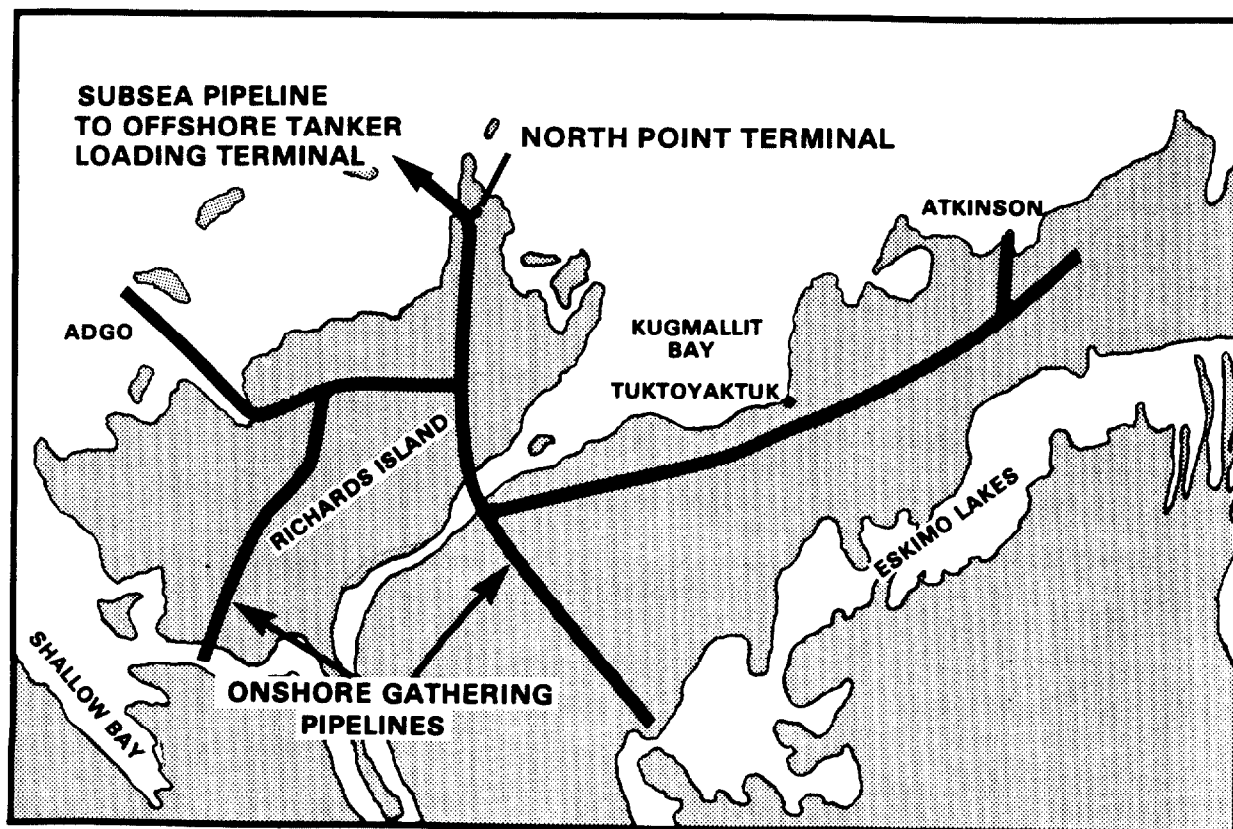 SUBSEA PIPELINE
TO OFFSHORE TANKER
LOADING TERMINAL
NORTH POINT TERMINAL
ATKINSON
ADGO
KUGMALLIT
BAY
TUKTOYAKTUK
RICHARDS ISLAND
ESKIMO LAKES
SHALLOW BAY
ONSHORE GATHERING
PIPELINES